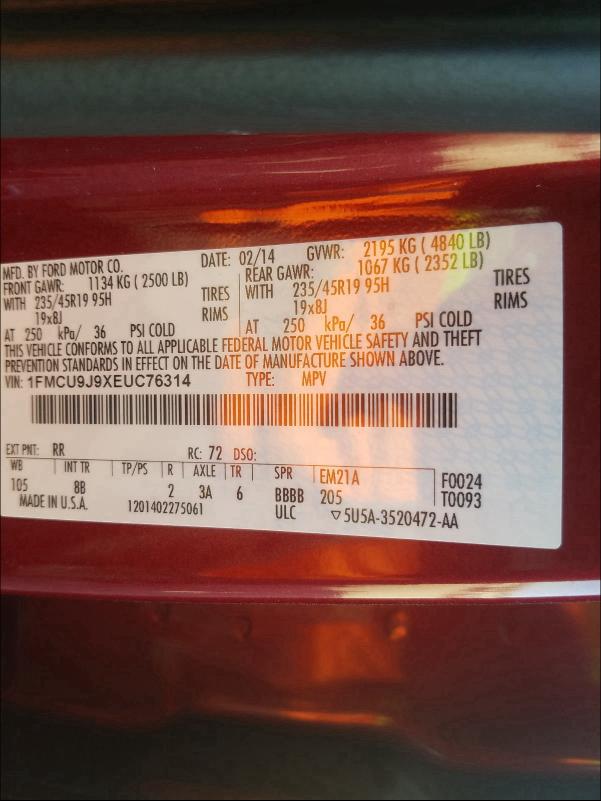 MFD. BY FORD MOTOR CO. DATE: 02/14 GVWR: 2195 KG ( 4840 LB)
FRONT GAWR: 1134 KG ( 2500 LB) REAR GAWR: 1067 KG ( 2352 LB)
WITH 235/45R19 95H TIRES WITH 235/45R19 95H TIRES
19x8J RIMS 19x8J RIMS
AT 250 kPa/ 36 PSI COLD AT 250 kPa/ 36 PSI COLD
THIS VEHICLE CONFORMS TO ALL APPLICABLE FEDERAL MOTOR VEHICLE SAFETY AND THEFT
PREVENTION STANDARDS IN EFFECT ON THE DATE OF MANUFACTURE SHOWN ABOVE.
VIN: 1FMCU9J9XEUC76314 TYPE: MPV
EXT PNT: RR RC: 72 DSO:
WB INT TR TP/PS R AXLE TR SPR EM21A F0024
105 8B 2 3A 6 BBBB 205 T0093
MADE IN U.S.A. 1201402275061 ULC ▽5U5A-3520472-AA